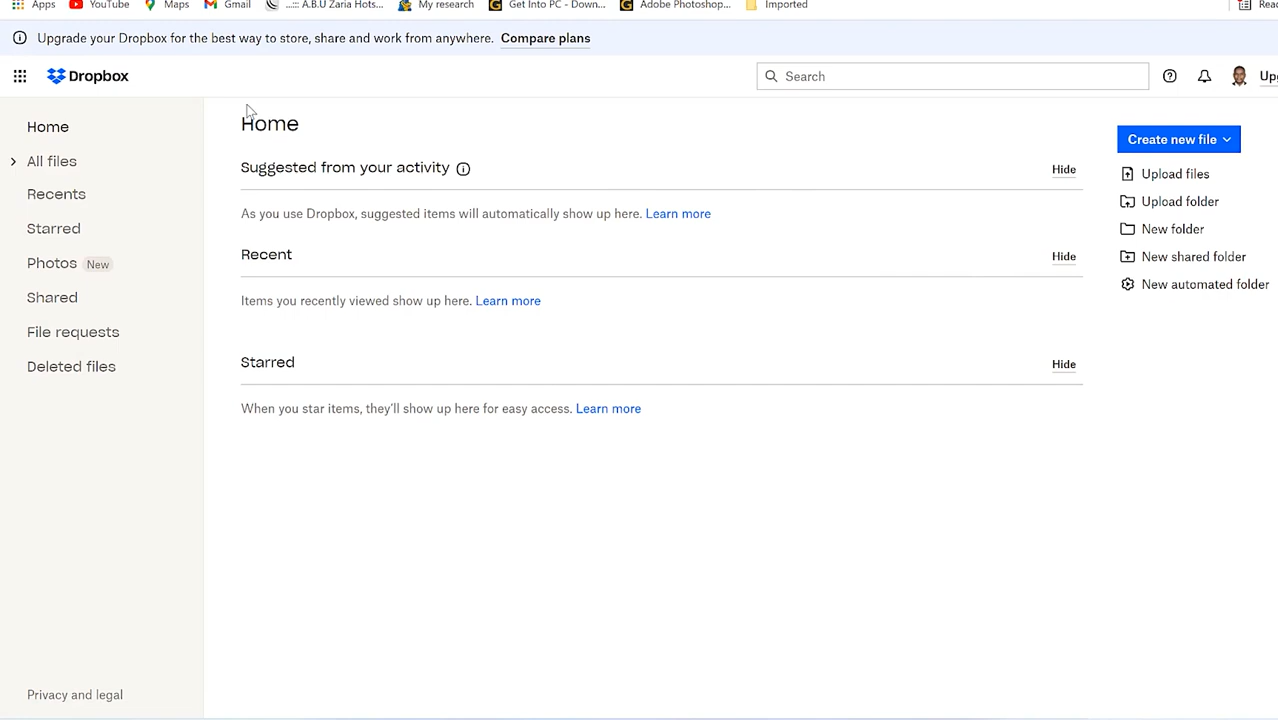 Apps YouTube Maps Gmail ...:::: A.B.U Zaria Hots... My research Get Into PC - Down... Adobe Photoshop... Imported
Upgrade your Dropbox for the best way to store, share and work from anywhere. Compare plans
Dropbox
Search
Home
All files
Recents
Starred
Photos New
Shared
File requests
Deleted files
Privacy and legal
Home
Suggested from your activity
Hide
As you use Dropbox, suggested items will automatically show up here. Learn more
Recent
Hide
Items you recently viewed show up here. Learn more
Starred
Hide
When you star items, they'll show up here for easy access. Learn more
Create new file
Upload files
Upload folder
New folder
New shared folder
New automated folder